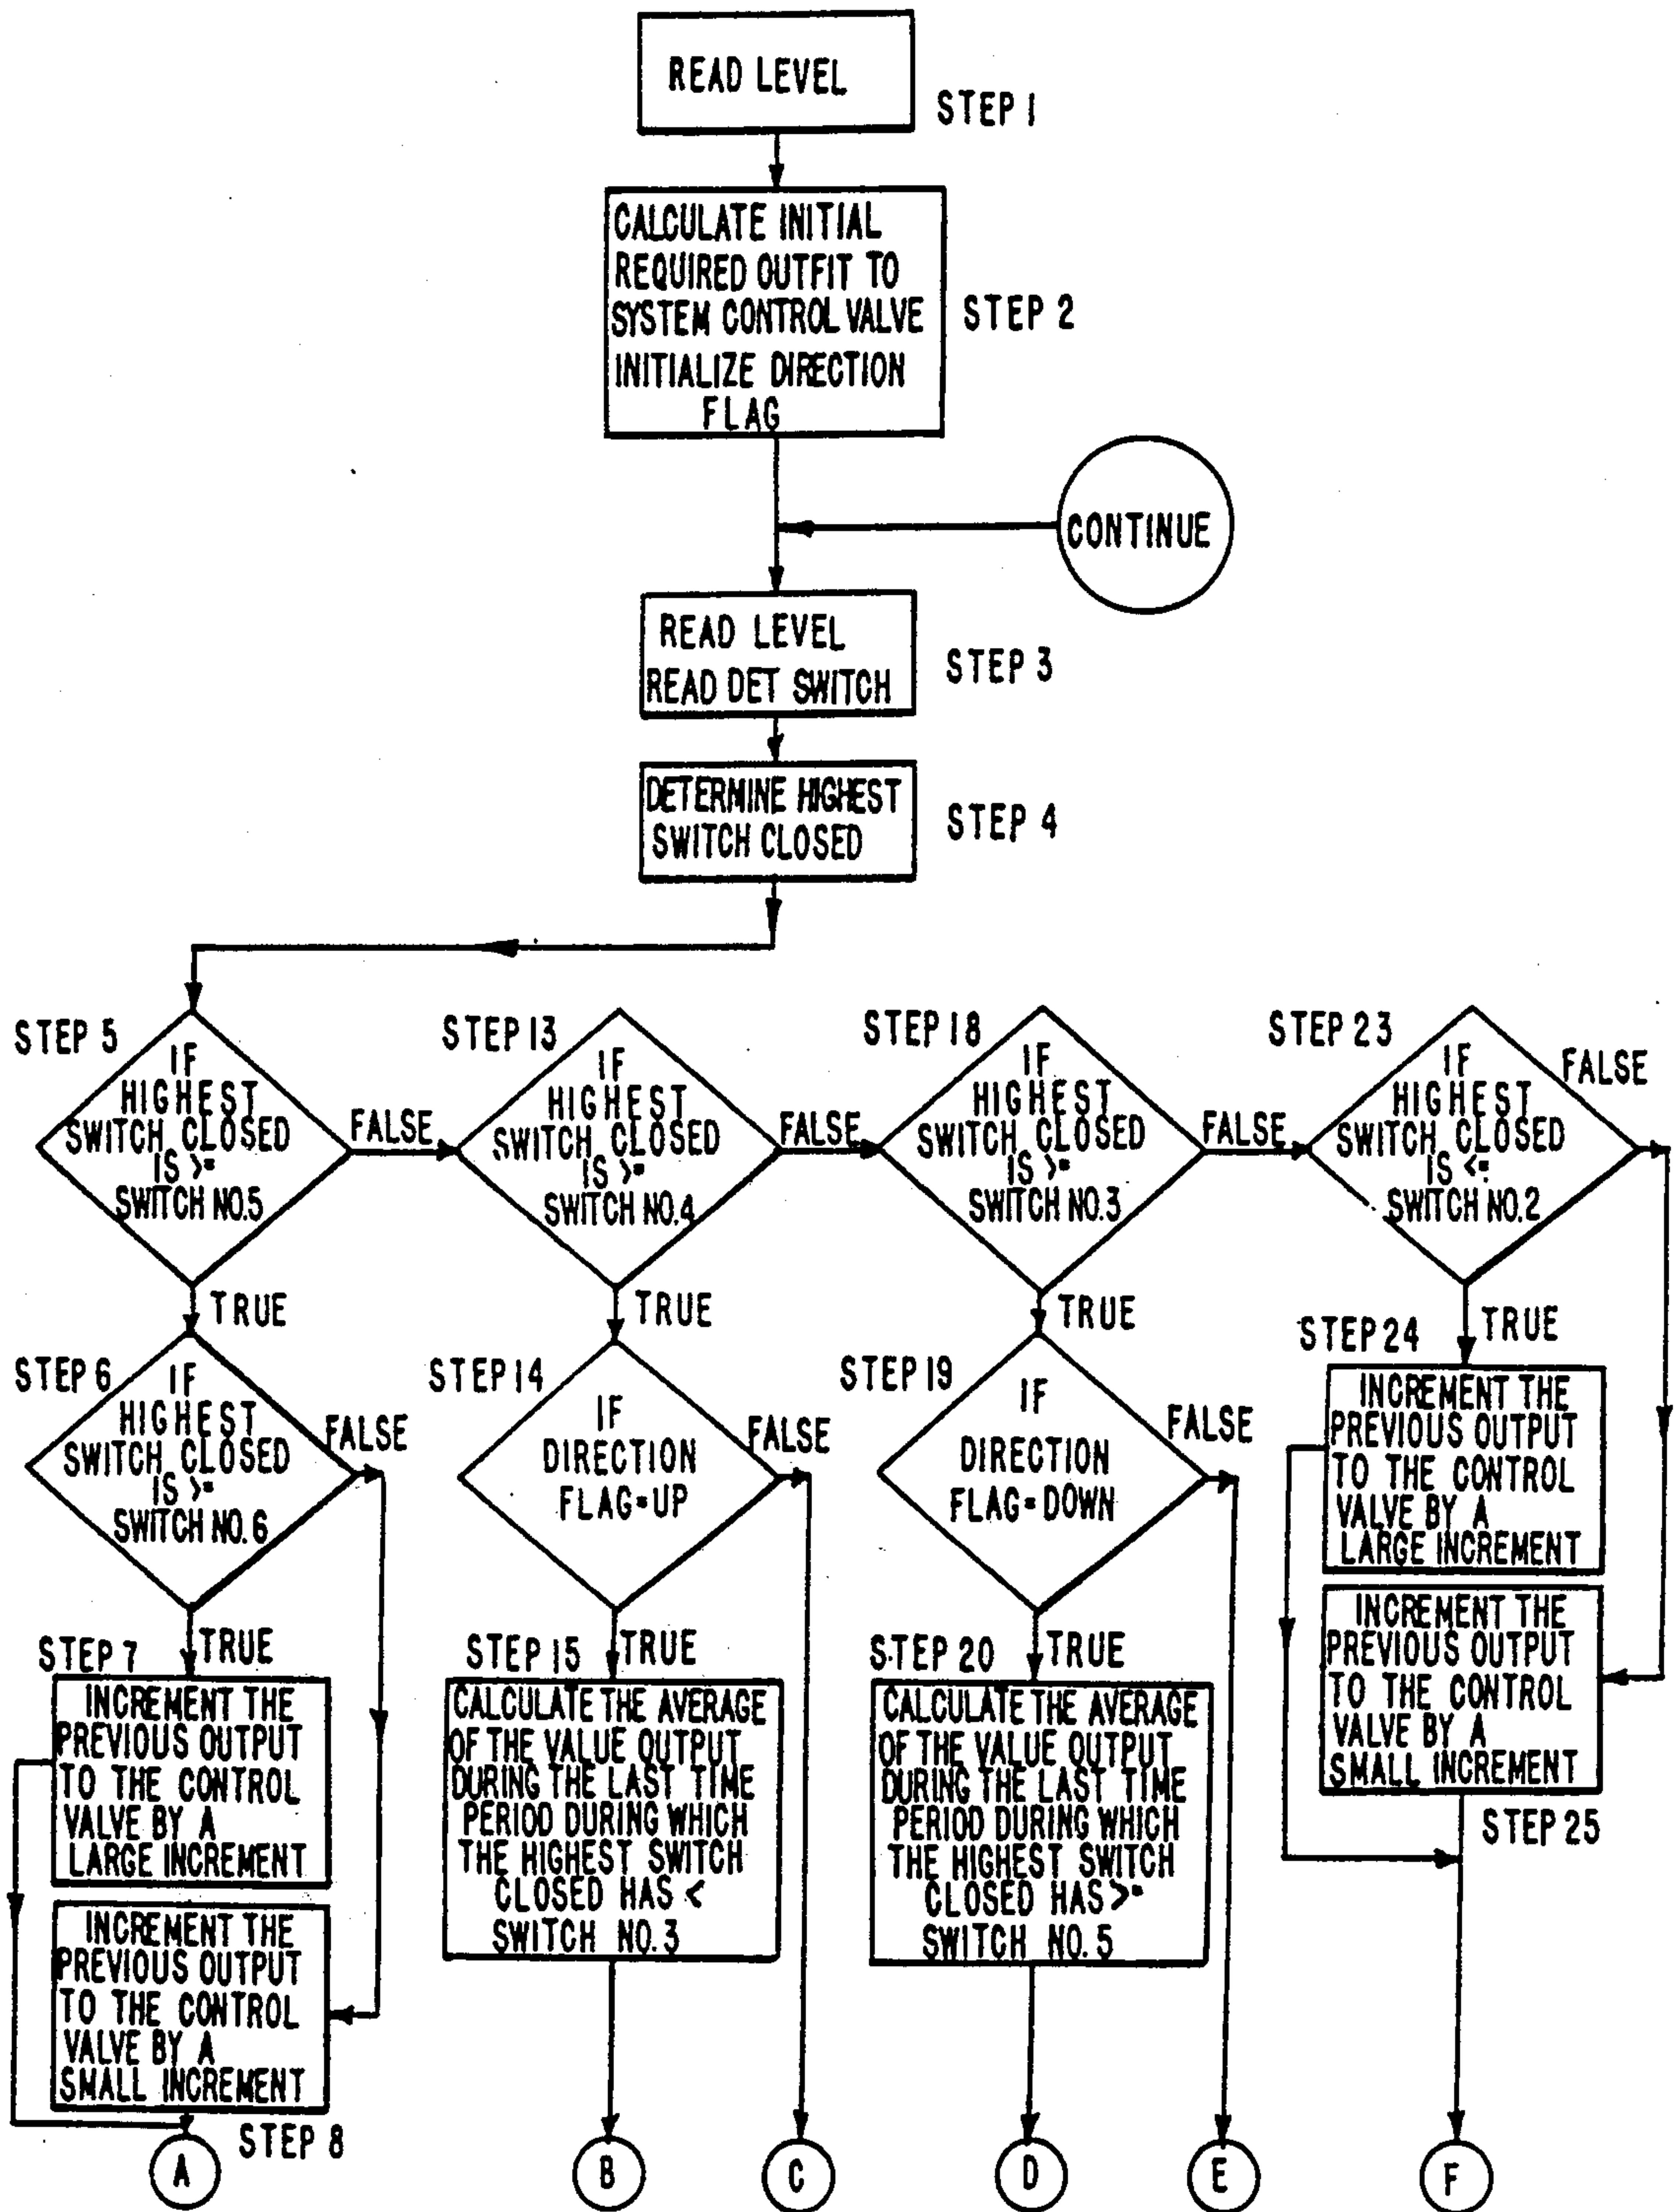 READ LEVEL
STEP 1
CALCULATE INITIAL
REQUIRED OUTFIT TO
SYSTEM CONTROL VALVE
INITIALIZE DIRECTION
FLAG
STEP 2
CONTINUE
READ LEVEL
READ DET SWITCH
STEP 3
DETERMINE HIGHEST
SWITCH CLOSED
STEP 4
STEP 5
IF
HIGHEST
SWITCH CLOSED
IS >=
SWITCH NO.5
FALSE
TRUE
STEP 13
IF
HIGHEST
SWITCH CLOSED
IS >=
SWITCH NO.4
FALSE
TRUE
STEP 18
IF
HIGHEST
SWITCH CLOSED
IS >=
SWITCH NO.3
FALSE
TRUE
STEP 23
IF
HIGHEST
SWITCH CLOSED
IS <=
SWITCH NO.2
FALSE
TRUE
STEP 6
IF
HIGHEST
SWITCH CLOSED
IS >=
SWITCH NO.6
FALSE
TRUE
STEP 14
IF
DIRECTION
FLAG=UP
FALSE
TRUE
STEP 19
IF
DIRECTION
FLAG=DOWN
FALSE
TRUE
STEP 24
INCREMENT THE
PREVIOUS OUTPUT
TO THE CONTROL
VALVE BY A
LARGE INCREMENT
INCREMENT THE
PREVIOUS OUTPUT
TO THE CONTROL
VALVE BY A
SMALL INCREMENT
STEP 25
STEP 7
INCREMENT THE
PREVIOUS OUTPUT
TO THE CONTROL
VALVE BY A
LARGE INCREMENT
INCREMENT THE
PREVIOUS OUTPUT
TO THE CONTROL
VALVE BY A
SMALL INCREMENT
STEP 8
STEP 15
CALCULATE THE AVERAGE
OF THE VALUE OUTPUT
DURING THE LAST TIME
PERIOD DURING WHICH
THE HIGHEST SWITCH
CLOSED HAS <
SWITCH NO.3
STEP 20
CALCULATE THE AVERAGE
OF THE VALUE OUTPUT
DURING THE LAST TIME
PERIOD DURING WHICH
THE HIGHEST SWITCH
CLOSED HAS >=
SWITCH NO.5
A
B
C
D
E
F